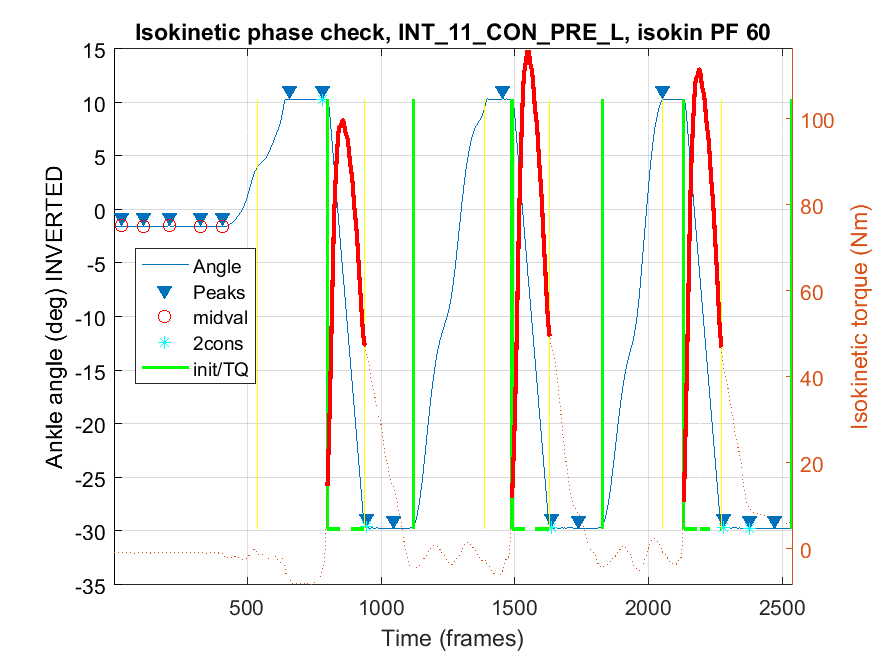 Isokinetic phase check, INT_11_CON_PRE_L, isokin PF 60
15
10
5
0
-5
-10
-15
-20
-25
-30
-35
Ankle angle (deg) INVERTED
Angle
Peaks
midval
2cons
init/TQ
100
80
60
40
20
0
Isokinetic torque (Nm)
500
1000
1500
2000
2500
Time (frames)